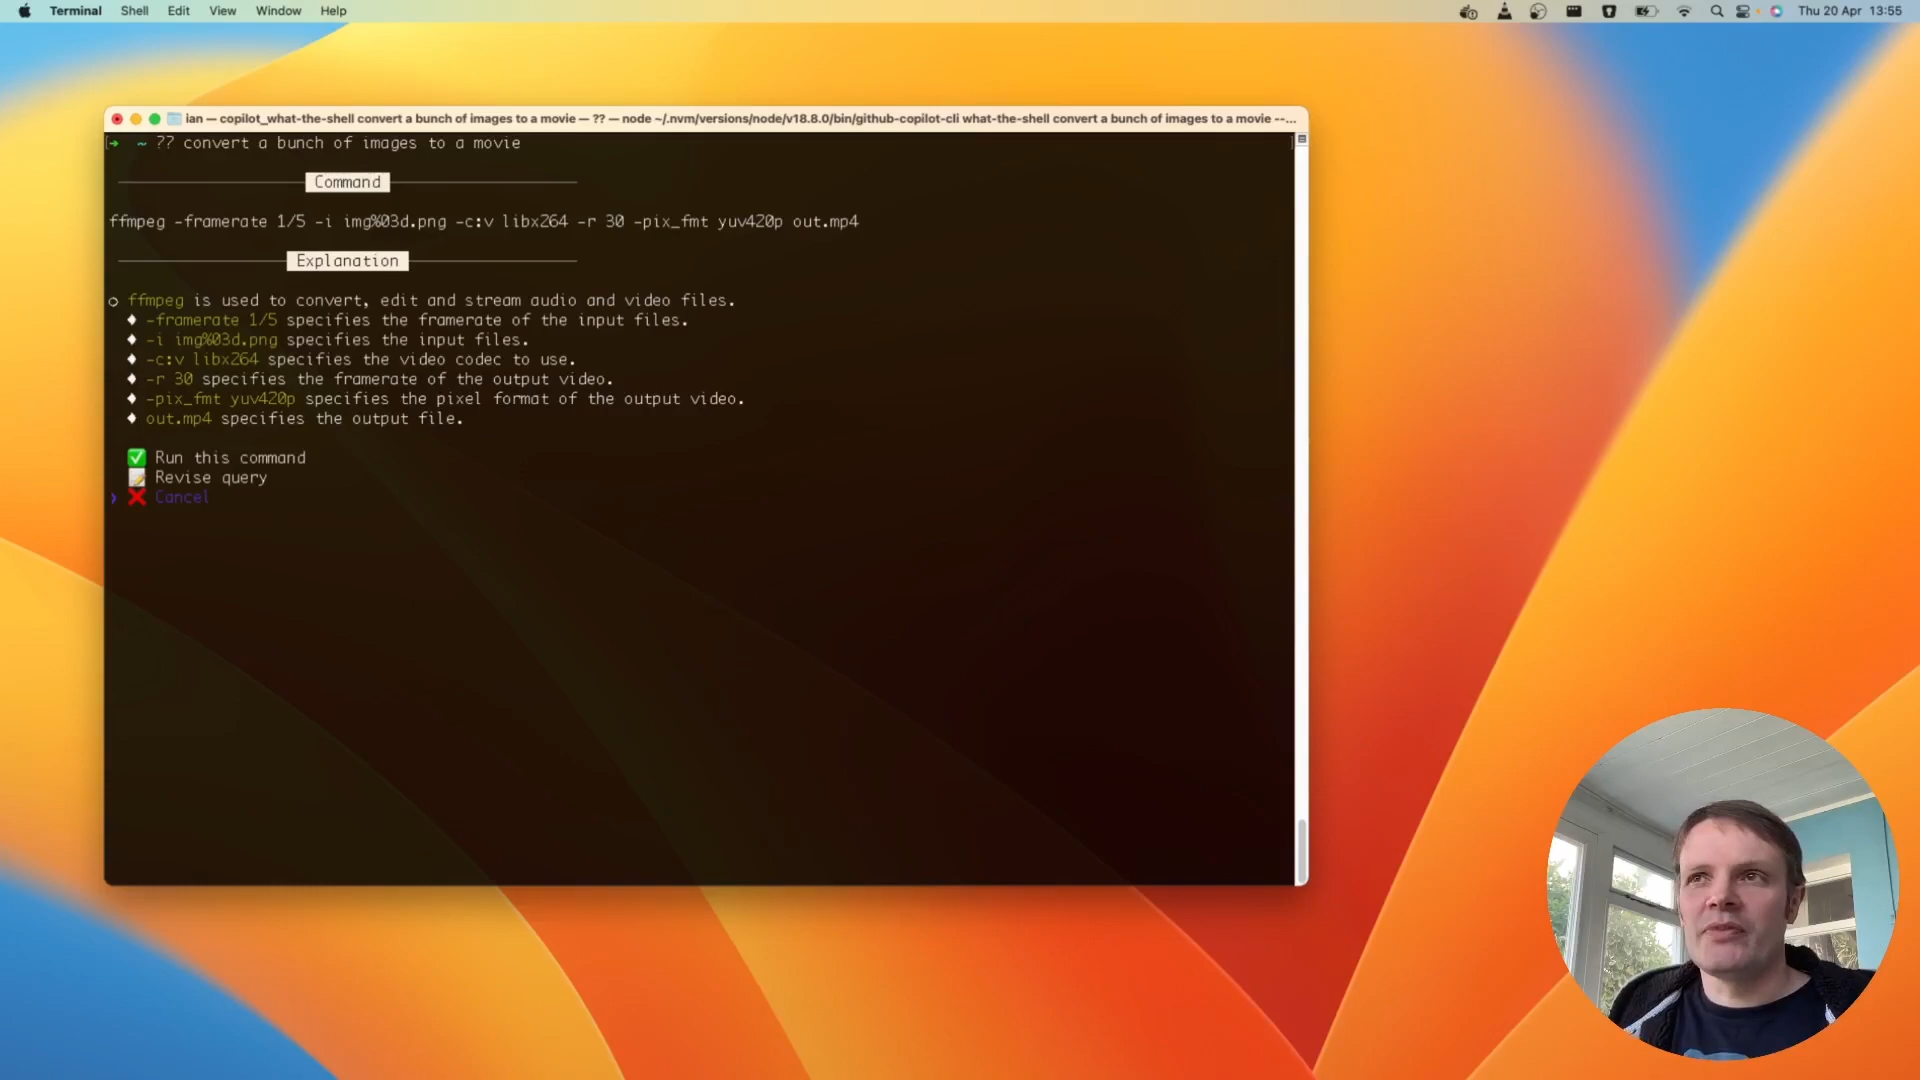 Terminal Shell Edit View Window Help Thu 20 Apr 13:55
ian — copilot_what-the-shell convert a bunch of images to a movie — ?? — node ~/.nvm/versions/node/v18.8.0/bin/github-copilot-cli what-the-shell convert a bunch of images to a movie --...
~ ?? convert a bunch of images to a movie
Command
ffmpeg -framerate 1/5 -i img%03d.png -c:v libx264 -r 30 -pix_fmt yuv420p out.mp4
Explanation
ffmpeg is used to convert, edit and stream audio and video files.
-framerate 1/5 specifies the framerate of the input files.
-i img%03d.png specifies the input files.
-c:v libx264 specifies the video codec to use.
-r 30 specifies the framerate of the output video.
-pix_fmt yuv420p specifies the pixel format of the output video.
out.mp4 specifies the output file.
Run this command
Revise query
Cancel